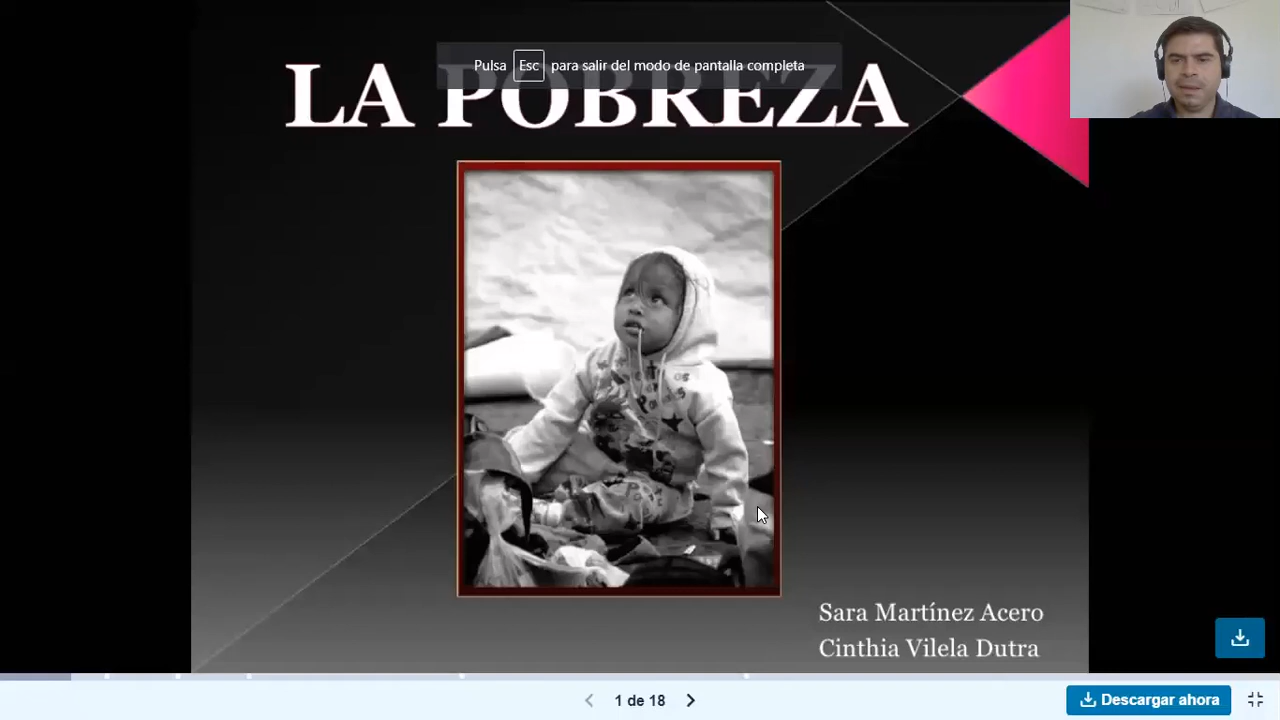 Pulsa Esc para salir del modo de pantalla completa
LA POBREZA
Sara Martínez Acero
Cinthia Vilela Dutra
1 de 18
Descargar ahora